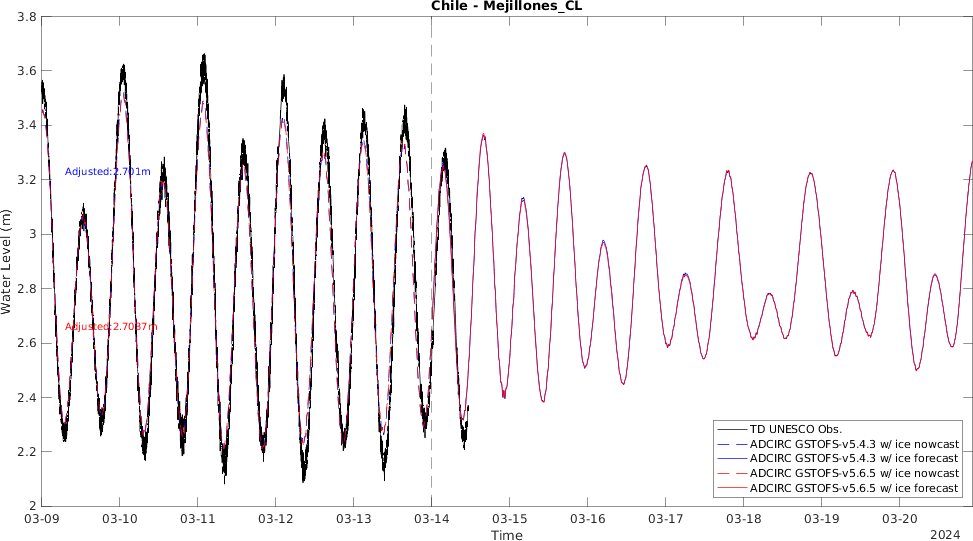 Chile - Mejillones_CL
3.8
3.6
3.4
3.2
3
2.8
2.6
2.4
2.2
2
Water Level (m)
Adjusted:2.701m
Adjusted:2.7087m
TD UNESCO Obs.
ADCIRC GSTOFS-v5.4.3 w/ ice nowcast
ADCIRC GSTOFS-v5.4.3 w/ ice forecast
ADCIRC GSTOFS-v5.6.5 w/ ice nowcast
ADCIRC GSTOFS-v5.6.5 w/ ice forecast
03-09 03-10 03-11 03-12 03-13 03-14 03-15 03-16 03-17 03-18 03-19 03-20
Time
2024